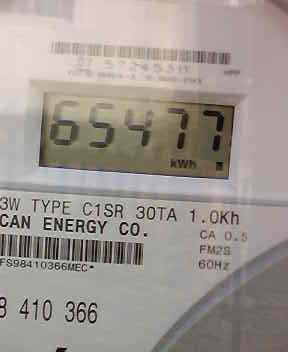 65477
kWh
3W TYPE C1SR 30TA 1.0Kh
CAN ENERGY CO.
CA 0.5
FM2S
FS98410366MEC*
60Hz
8 410 366